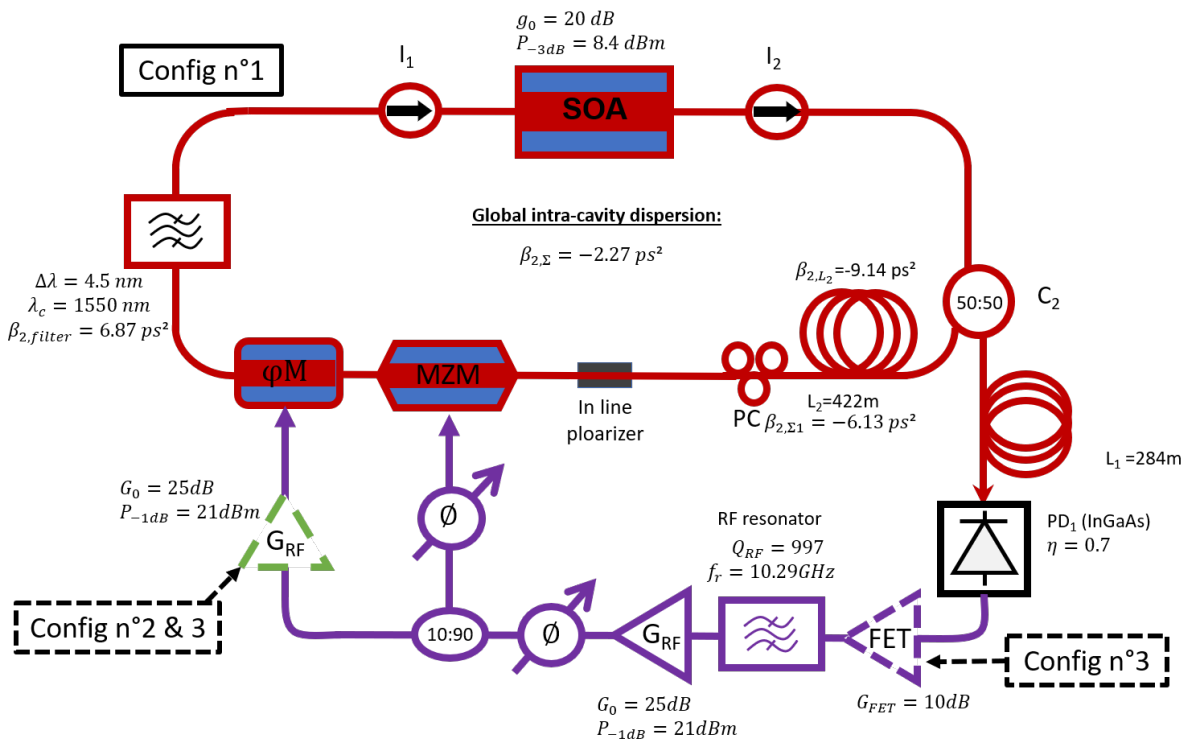 g₀ = 20 dB
P₋₃dB = 8.4 dBm
Config n°1
I₁
I₂
SOA
Global intra-cavity dispersion:
β₂,Σ = −2.27 ps²
Δλ = 4.5 nm
λc = 1550 nm
β₂,filter = 6.87 ps²
β₂,L₂=-9.14 ps²
50:50
C₂
φM
MZM
In line
ploarizer
PC
L₂=422m
β₂,Σ₁ = −6.13 ps²
L₁ =284m
G₀ = 25dB
P₋₁dB = 21dBm
GRF
Ø
RF resonator
QRF = 997
fr = 10.29GHz
PD₁ (InGaAs)
η = 0.7
Config n°2 & 3
10:90
Ø
GRF
FET
Config n°3
G₀ = 25dB
P₋₁dB = 21dBm
GFET = 10dB